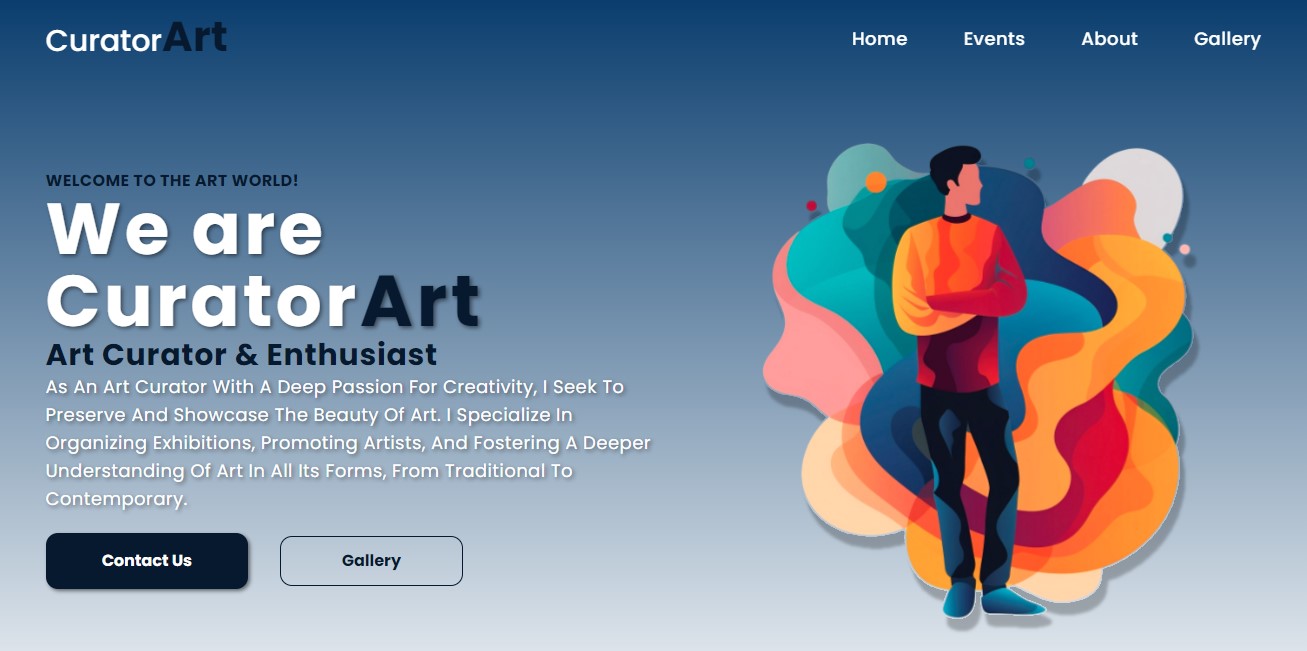 CuratorArt
Home Events About Gallery
WELCOME TO THE ART WORLD!
We are
CuratorArt
Art Curator & Enthusiast
As An Art Curator With A Deep Passion For Creativity, I Seek To
Preserve And Showcase The Beauty Of Art. I Specialize In
Organizing Exhibitions, Promoting Artists, And Fostering A Deeper
Understanding Of Art In All Its Forms, From Traditional To
Contemporary.
Contact Us
Gallery